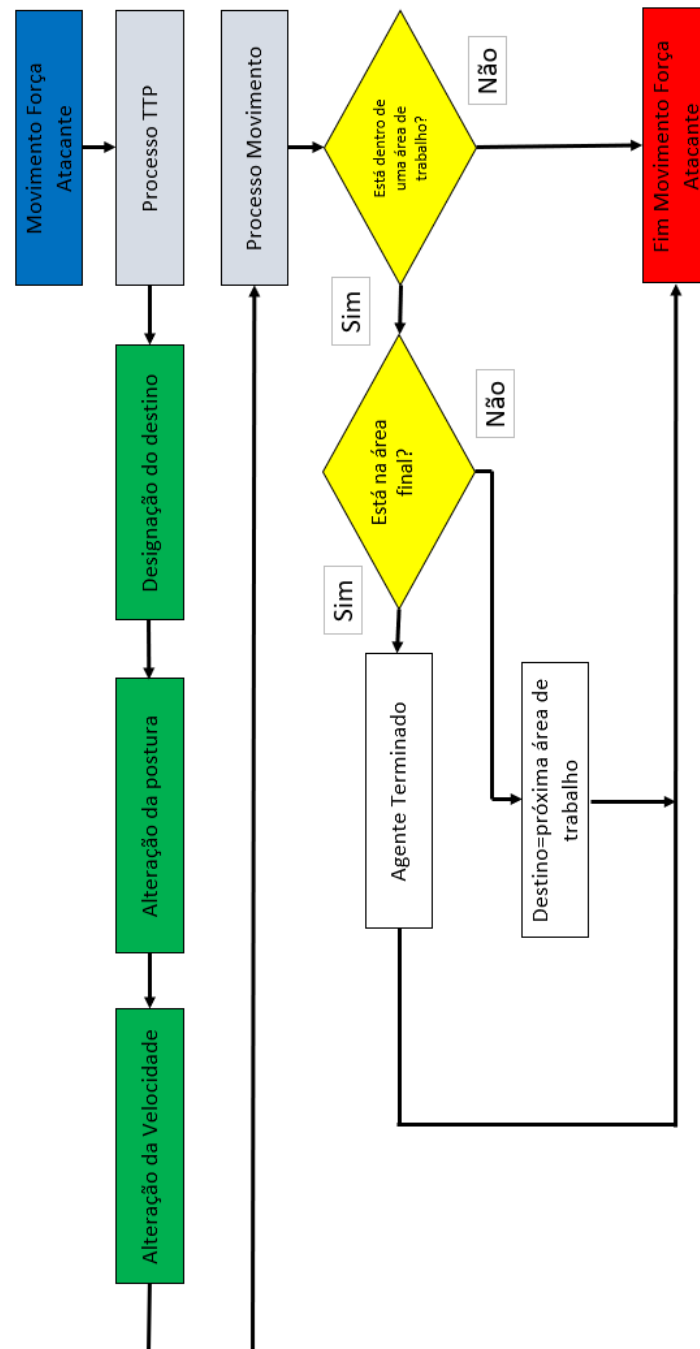 Movimento Força
Atacante
Processo TTP
Designação do destino
Alteração da postura
Alteração da Velocidade
Processo Movimento
Está dentro de
uma área de
trabalho?
Não
Sim
Está na área
final?
Não
Sim
Agente Terminado
Destino=próxima área de
trabalho
Fim Movimento Força
Atacante